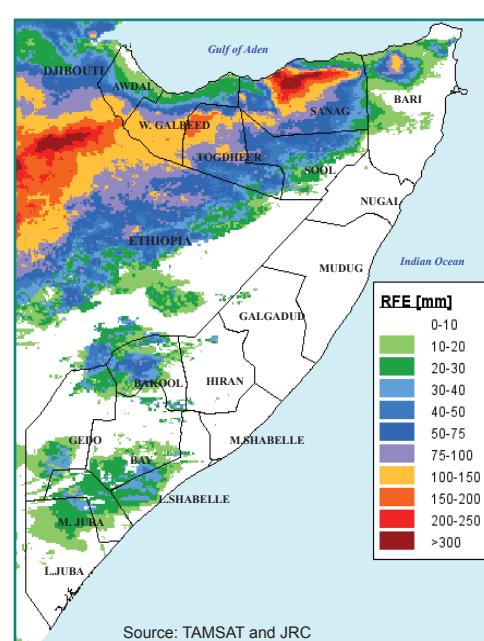 Gulf of Aden
DJIBOUTI
AWDAL
SANAG
BARI
W. GALBEED
TOGDHEER
SOOL
NUGAL
ETHIOPIA
MUDUG
Indian Ocean
GALGADUD
RFE [mm]
0-10
10-20
20-30
30-40
40-50
50-75
75-100
100-150
150-200
200-250
>300
BAKOOL
HIRAN
GEDO
M.SHABELLE
BAY
L.SHABELLE
M. JUBA
L.JUBA
Source: TAMSAT and JRC